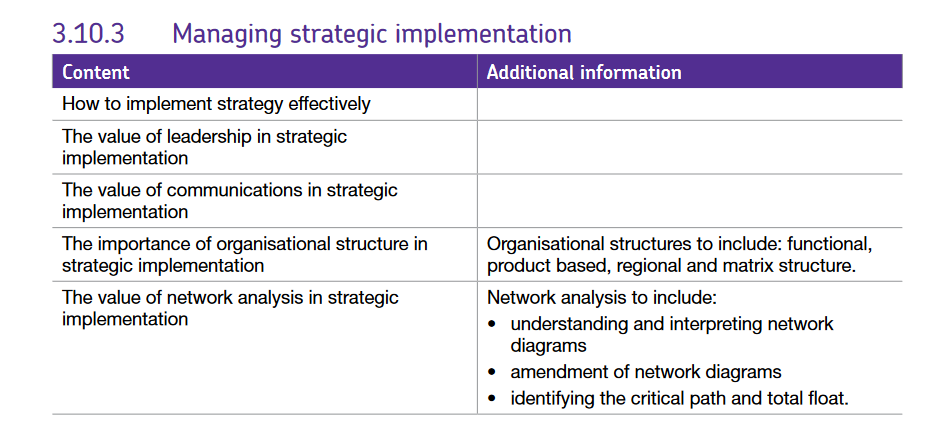 3.10.3 Managing strategic implementation
Content Additional information
How to implement strategy effectively
The value of leadership in strategic
implementation
The value of communications in strategic
implementation
The importance of organisational structure in
strategic implementation
Organisational structures to include: functional,
product based, regional and matrix structure.
The value of network analysis in strategic
implementation
Network analysis to include:
• understanding and interpreting network
diagrams
• amendment of network diagrams
• identifying the critical path and total float.